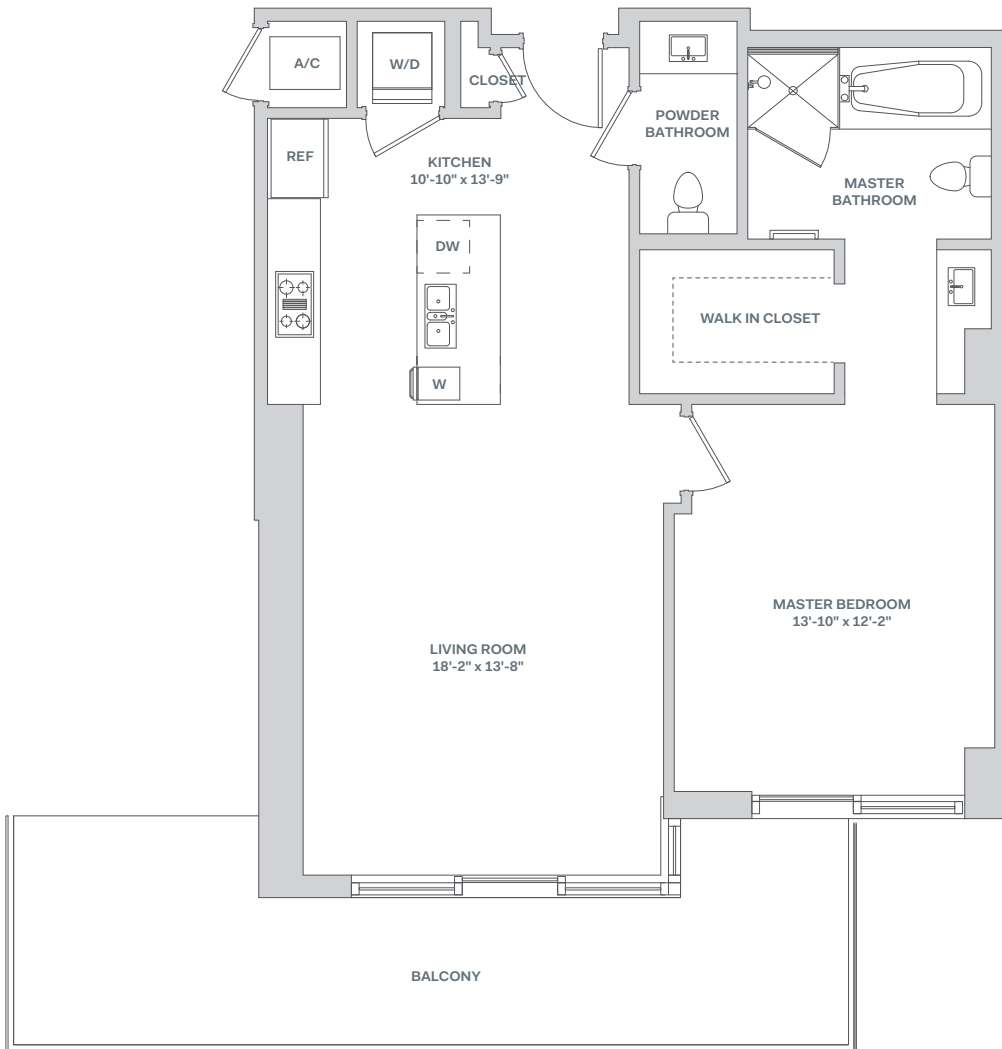 A/C
W/D
CLOSET
POWDER
BATHROOM
REF
KITCHEN
10'-10" x 13'-9"
MASTER
BATHROOM
DW
WALK IN CLOSET
W
MASTER BEDROOM
13'-10" x 12'-2"
LIVING ROOM
18'-2" x 13'-8"
BALCONY